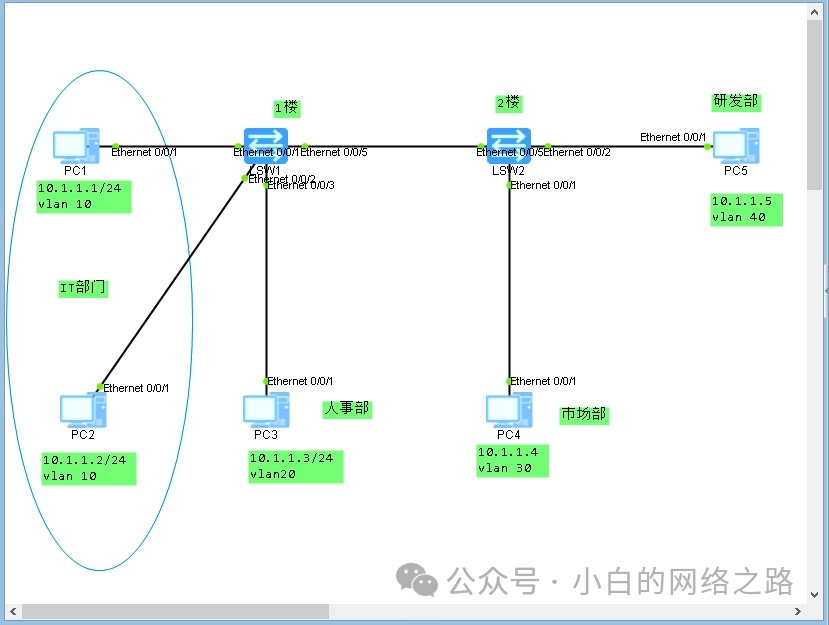 1楼
2楼
研发部
Ethernet 0/0/1
Ethernet 0/0/1
Ethernet 0/0/5
Ethernet 0/0/5
Ethernet 0/0/2
Ethernet 0/0/1
PC1
LSW1
LSW2
PC5
Ethernet 0/0/2
Ethernet 0/0/3
Ethernet 0/0/1
10.1.1.1/24
vlan 10
10.1.1.5
vlan 40
IT部门
Ethernet 0/0/1
Ethernet 0/0/1
Ethernet 0/0/1
人事部
市场部
PC2
PC3
PC4
10.1.1.2/24
vlan 10
10.1.1.3/24
vlan20
10.1.1.4
vlan 30
公众号 · 小白的网络之路